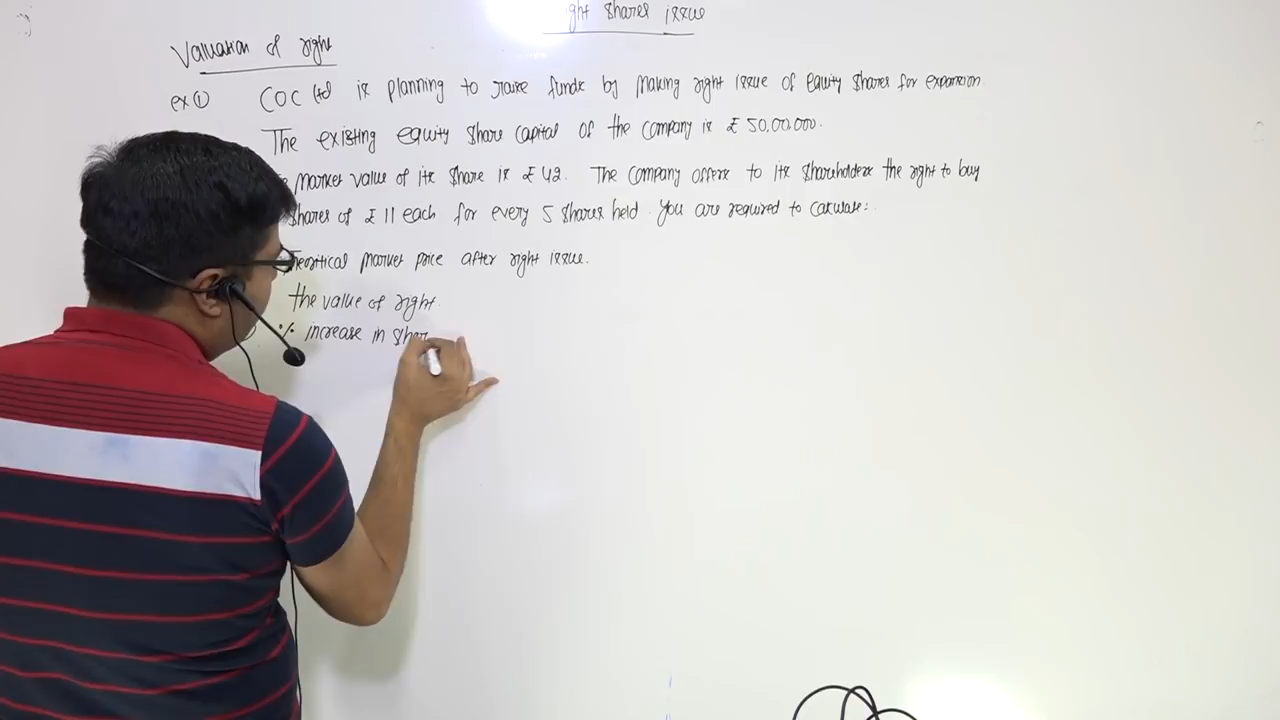 ght shares issue
Valuation of right
ex ① COC Ltd is planning to raise funds by making right issue of equity shares for expansion.
The existing equity share capital of the company is ₹ 50,00,000.
market value of its share is ₹ 42. The company offers to its shareholders the right to buy
shares of ₹ 11 each for every 5 shares held. You are required to calculate:
Theoritical market price after right issue.
the value of right.
% increase in shar